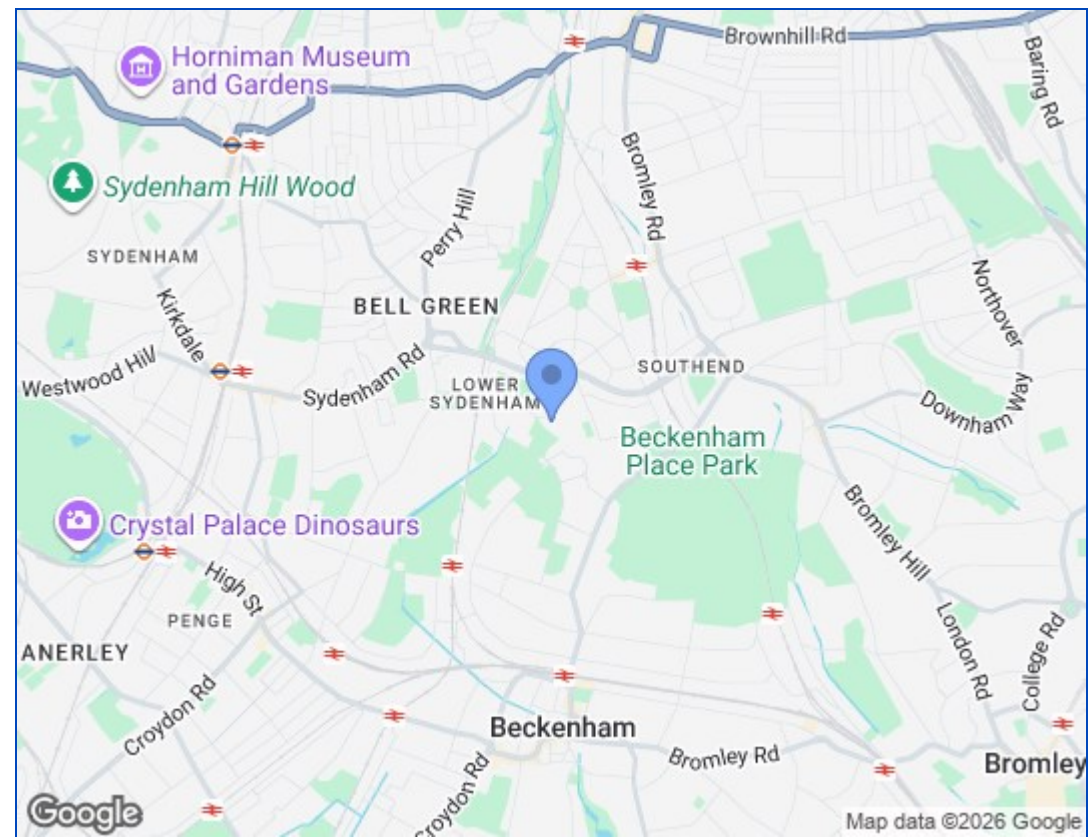 Brownhill Rd
Horniman Museum
and Gardens
Baring Rd
Bromley Rd
Sydenham Hill Wood
Perry Hill
SYDENHAM
Kirkdale
BELL GREEN
Northover
Westwood Hill
Sydenham Rd
LOWER
SYDENHAM
SOUTHEND
Downham Way
Beckenham
Place Park
Crystal Palace Dinosaurs
Bromley Hill
High St
PENGE
London Rd
College Rd
ANERLEY
Croydon Rd
Beckenham
Bromley Rd
Croydon Rd
Bromley
Google
Map data ©2026 Google